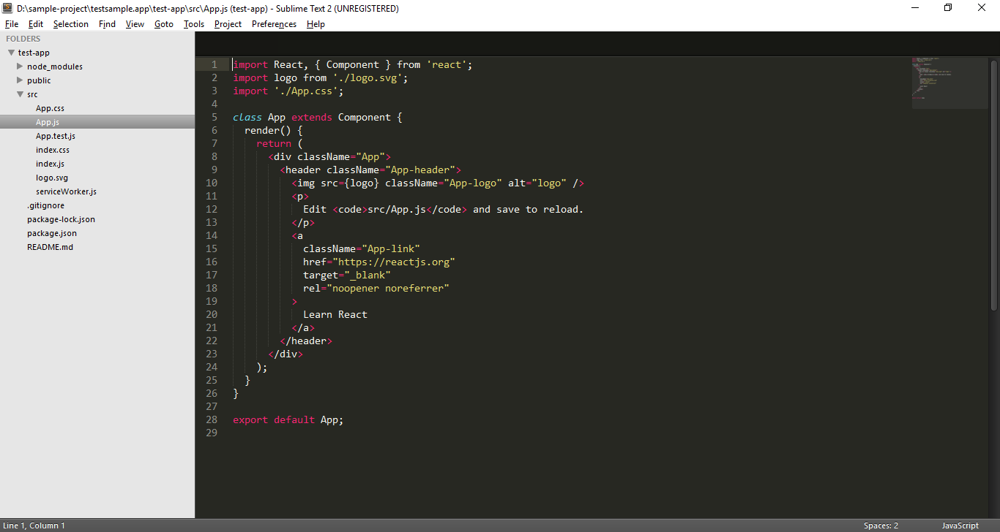 D:\sample-project\testsample.app\test-app\src\App.js (test-app) - Sublime Text 2 (UNREGISTERED)
File Edit Selection Find View Goto Tools Project Preferences Help
FOLDERS
test-app
node_modules
public
src
App.css
App.js
App.test.js
index.css
index.js
logo.svg
serviceWorker.js
.gitignore
package-lock.json
package.json
README.md
1 import React, { Component } from 'react';
2 import logo from './logo.svg';
3 import './App.css';
4
5 class App extends Component {
6   render() {
7     return (
8       <div className="App">
9         <header className="App-header">
10           <img src={logo} className="App-logo" alt="logo" />
11           <p>
12             Edit <code>src/App.js</code> and save to reload.
13           </p>
14           <a
15             className="App-link"
16             href="https://reactjs.org"
17             target="_blank"
18             rel="noopener noreferrer"
19           >
20             Learn React
21           </a>
22         </header>
23       </div>
24     );
25   }
26 }
27
28 export default App;
29
Line 1, Column 1 Spaces: 2 JavaScript